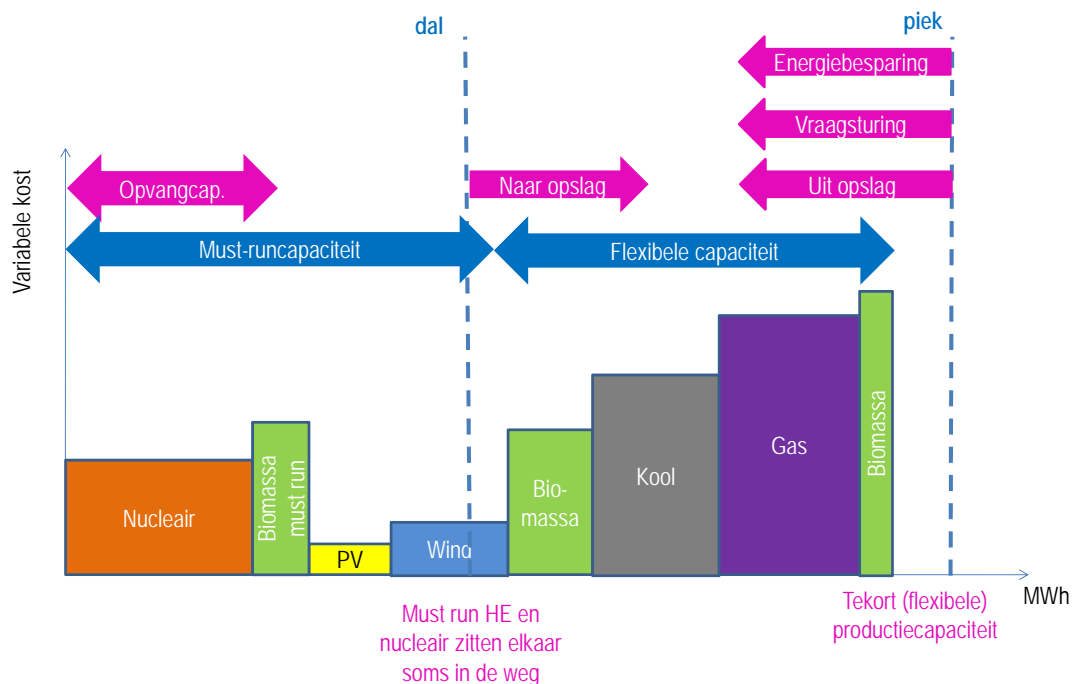 dal
piek
Energiebesparing
Vraagsturing
Opvangcap.
Naar opslag
Uit opslag
Variabele kost
Must-runcapaciteit
Flexibele capaciteit
Nucleair
Biomassa
must run
PV
Wind
Bio-
massa
Kool
Gas
Biomassa
MWh
Must run HE en
nucleair zitten elkaar
soms in de weg
Tekort (flexibele)
productiecapaciteit